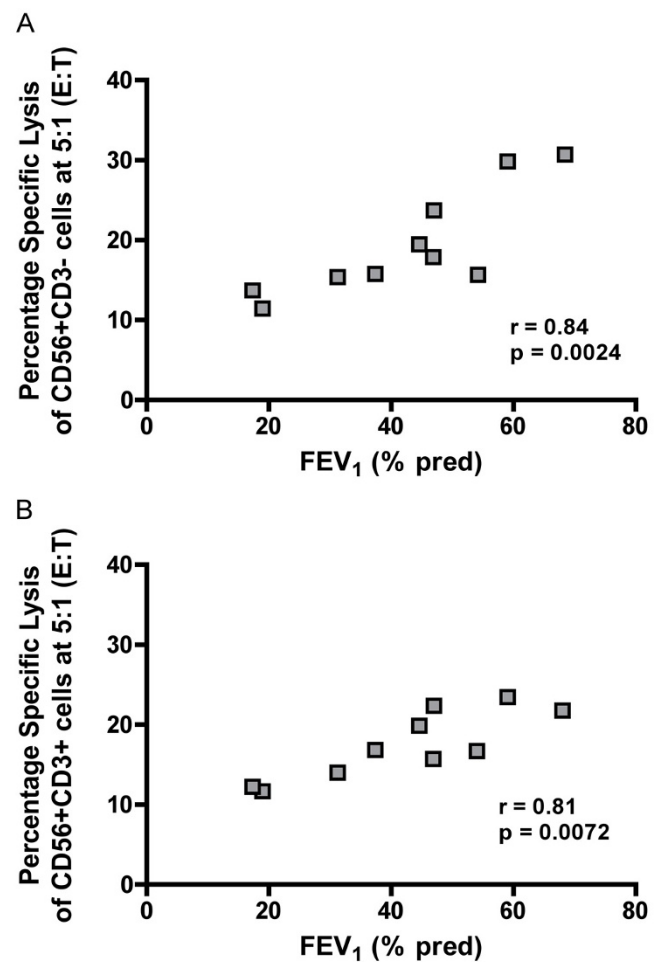 A
Percentage Specific Lysis
of CD56+CD3- cells at 5:1 (E:T)
40
30
20
10
0
r = 0.84
p = 0.0024
0 20 40 60 80
FEV₁ (% pred)
B
Percentage Specific Lysis
of CD56+CD3+ cells at 5:1 (E:T)
40
30
20
10
0
r = 0.81
p = 0.0072
0 20 40 60 80
FEV₁ (% pred)